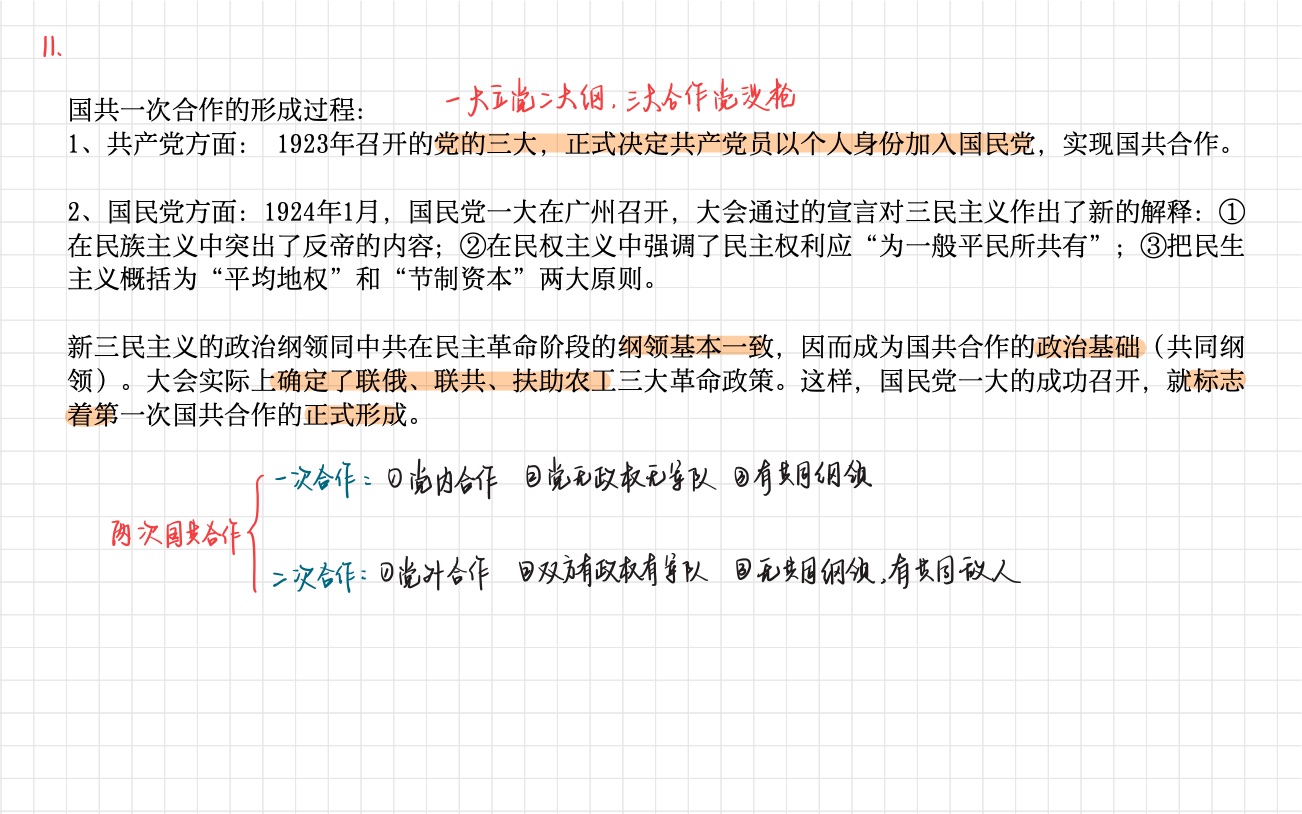 11、
一大立党二大纲，三大合作党没枪
国共一次合作的形成过程：
1、共产党方面： 1923年召开的党的三大，正式决定共产党员以个人身份加入国民党，实现国共合作。
2、国民党方面：1924年1月，国民党一大在广州召开，大会通过的宣言对三民主义作出了新的解释：①
在民族主义中突出了反帝的内容；②在民权主义中强调了民主权利应“为一般平民所共有”；③把民生
主义概括为“平均地权”和“节制资本”两大原则。
新三民主义的政治纲领同中共在民主革命阶段的纲领基本一致，因而成为国共合作的政治基础（共同纲
领）。大会实际上确定了联俄、联共、扶助农工三大革命政策。这样，国民党一大的成功召开，就标志
着第一次国共合作的正式形成。
一次合作：①党内合作 ②党无政权无军队 ③有共同纲领
两次国共合作
二次合作：①党外合作 ②双方有政权有军队 ③无共同纲领，有共同敌人